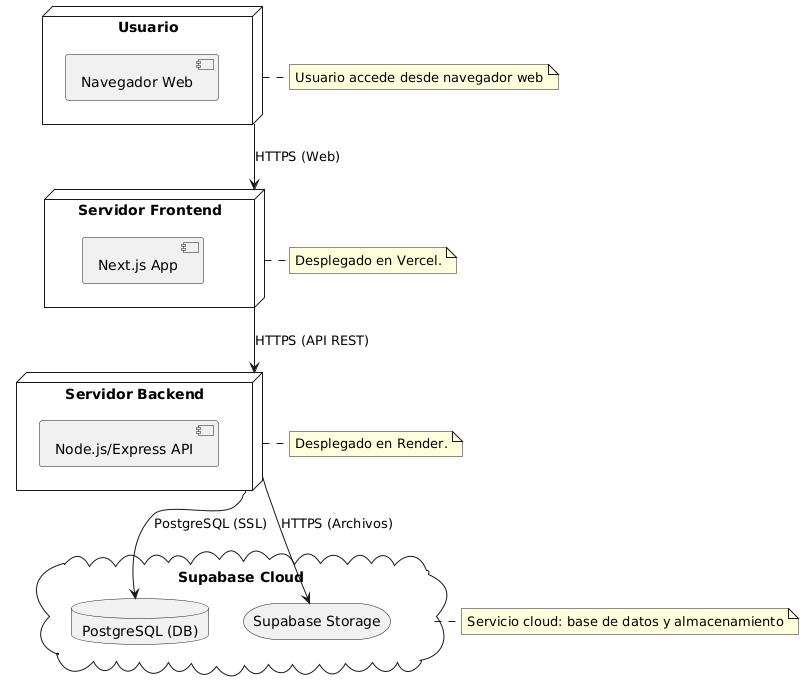 Usuario
Navegador Web
Usuario accede desde navegador web
HTTPS (Web)
Servidor Frontend
Next.js App
Desplegado en Vercel.
HTTPS (API REST)
Servidor Backend
Node.js/Express API
Desplegado en Render.
PostgreSQL (SSL)
HTTPS (Archivos)
Supabase Cloud
PostgreSQL (DB)
Supabase Storage
Servicio cloud: base de datos y almacenamiento